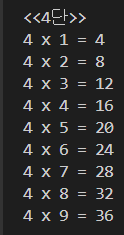 <<4단>>
4 x 1 = 4
4 x 2 = 8
4 x 3 = 12
4 x 4 = 16
4 x 5 = 20
4 x 6 = 24
4 x 7 = 28
4 x 8 = 32
4 x 9 = 36